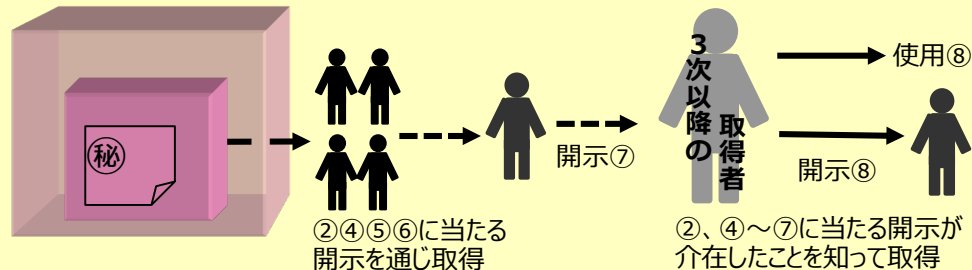 ㊙
②④⑤⑥に当たる
開示を通じ取得
開示⑦
3次以降の
取得者
使用⑧
開示⑧
②、④～⑦に当たる開示が
介在したことを知って取得